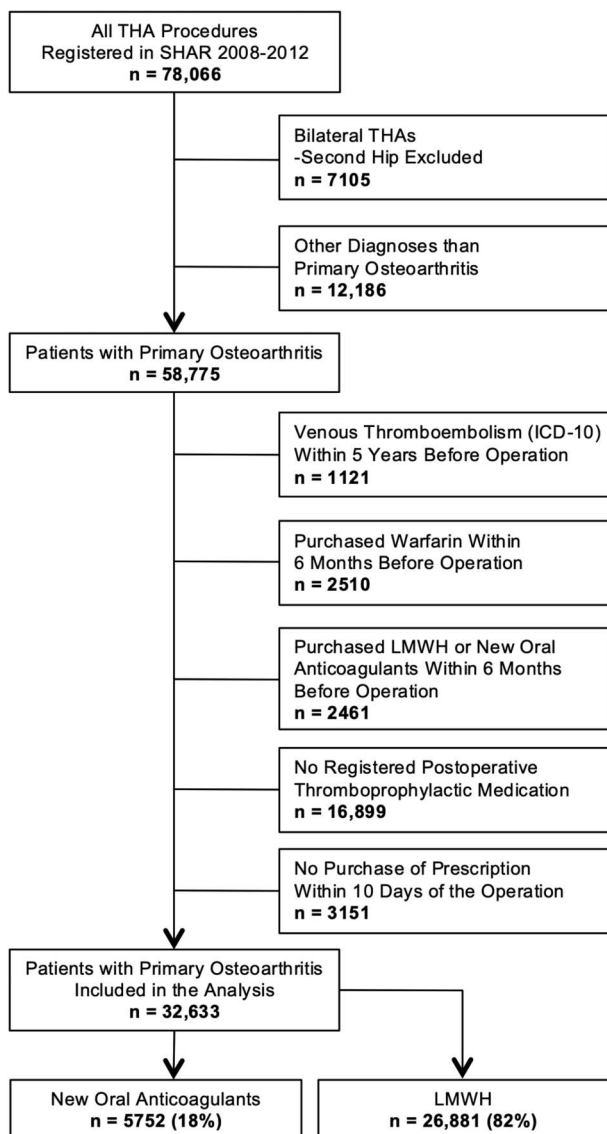 All THA Procedures
Registered in SHAR 2008-2012
n = 78,066
Bilateral THAs
-Second Hip Excluded
n = 7105
Other Diagnoses than
Primary Osteoarthritis
n = 12,186
Patients with Primary Osteoarthritis
n = 58,775
Venous Thromboembolism (ICD-10)
Within 5 Years Before Operation
n = 1121
Purchased Warfarin Within
6 Months Before Operation
n = 2510
Purchased LMWH or New Oral
Anticoagulants Within 6 Months
Before Operation
n = 2461
No Registered Postoperative
Thromboprophylactic Medication
n = 16,899
No Purchase of Prescription
Within 10 Days of the Operation
n = 3151
Patients with Primary Osteoarthritis
Included in the Analysis
n = 32,633
New Oral Anticoagulants
n = 5752 (18%)
LMWH
n = 26,881 (82%)